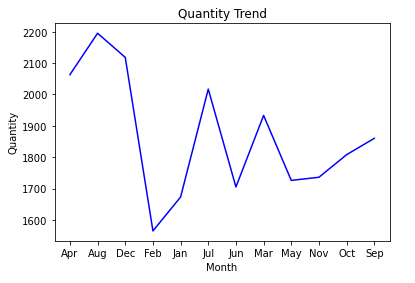 Quantity Trend
2200
2100
2000
1900
1800
1700
1600
Quantity
Apr Aug Dec Feb Jan Jul Jun Mar May Nov Oct Sep
Month